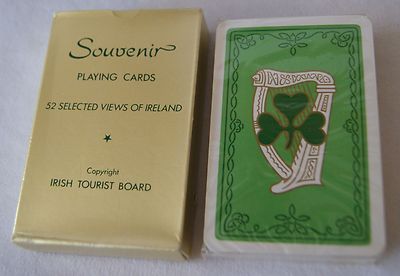 Souvenir
PLAYING CARDS
52 SELECTED VIEWS OF IRELAND
Copyright
IRISH TOURIST BOARD